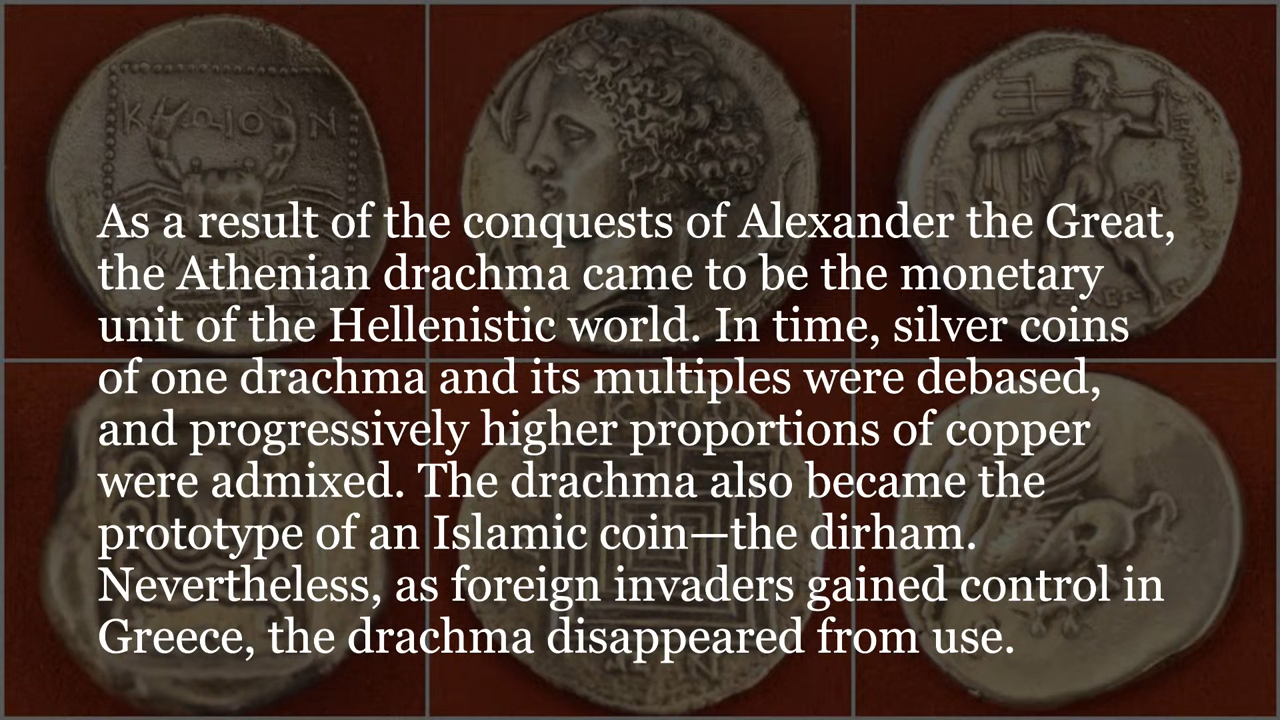 As a result of the conquests of Alexander the Great,
the Athenian drachma came to be the monetary
unit of the Hellenistic world. In time, silver coins
of one drachma and its multiples were debased,
and progressively higher proportions of copper
were admixed. The drachma also became the
prototype of an Islamic coin—the dirham.
Nevertheless, as foreign invaders gained control in
Greece, the drachma disappeared from use.
ΚΩΙΟΝ